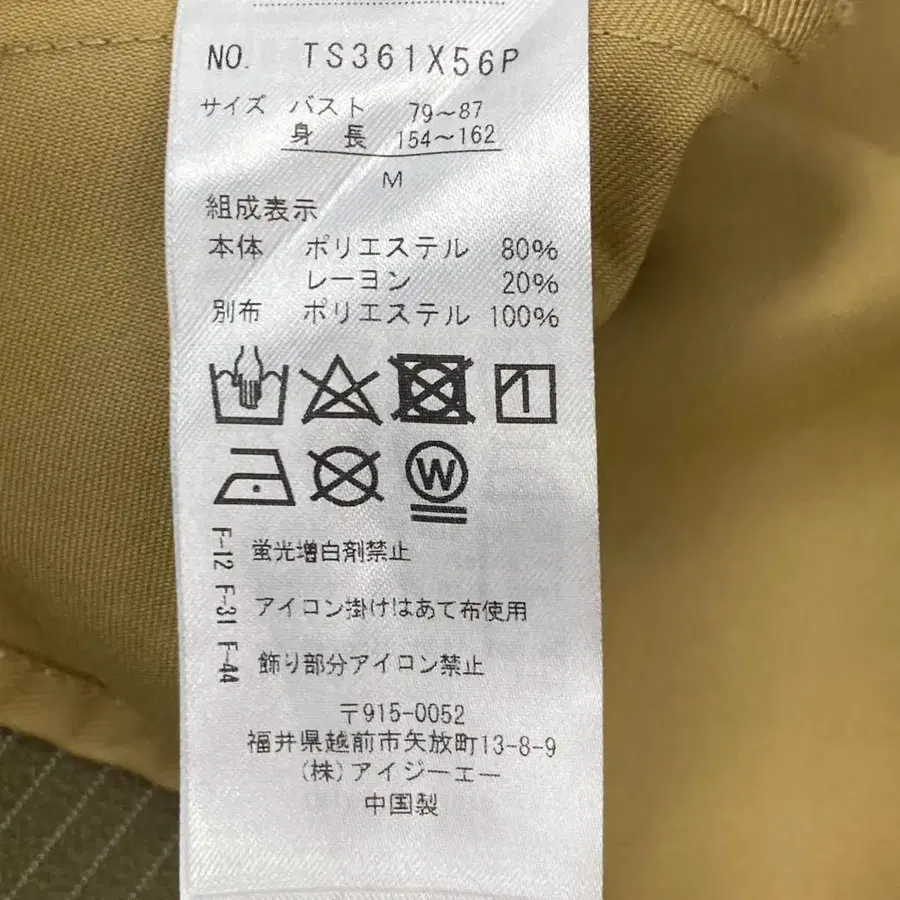 NO. TS361X56P
サイズ バスト 79~87
身長 154~162
M
組成表示
本体 ポリエステル 80%
レーヨン 20%
別布 ポリエステル 100%
W
F-12 蛍光増白剤禁止
F-31 アイロン掛けはあて布使用
F-44 飾り部分アイロン禁止
〒915-0052
福井県越前市矢放町13-8-9
(株)アイジーエー
中国製